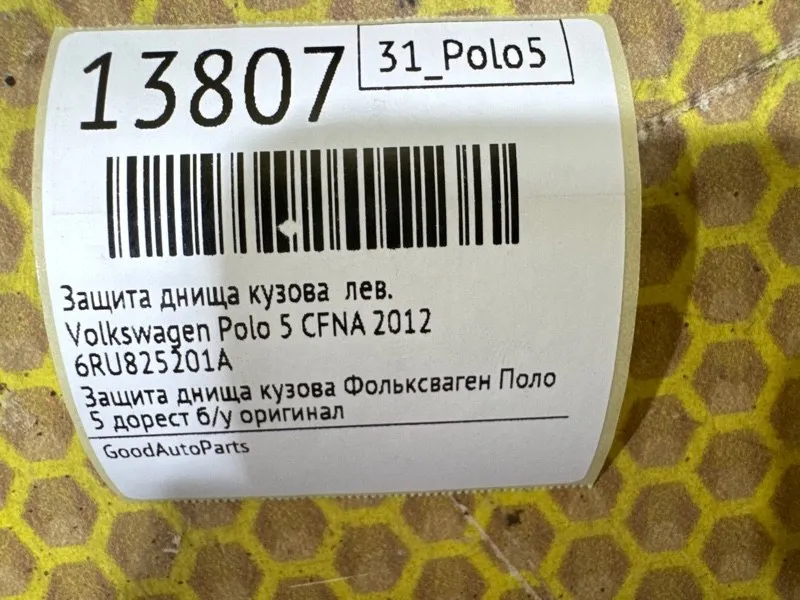 13807
31_Polo5
Защита днища кузова лев.
Volkswagen Polo 5 CFNA 2012
6RU825201A
Защита днища кузова Фольксваген Поло
5 дорест б/у оригинал
GoodAutoParts